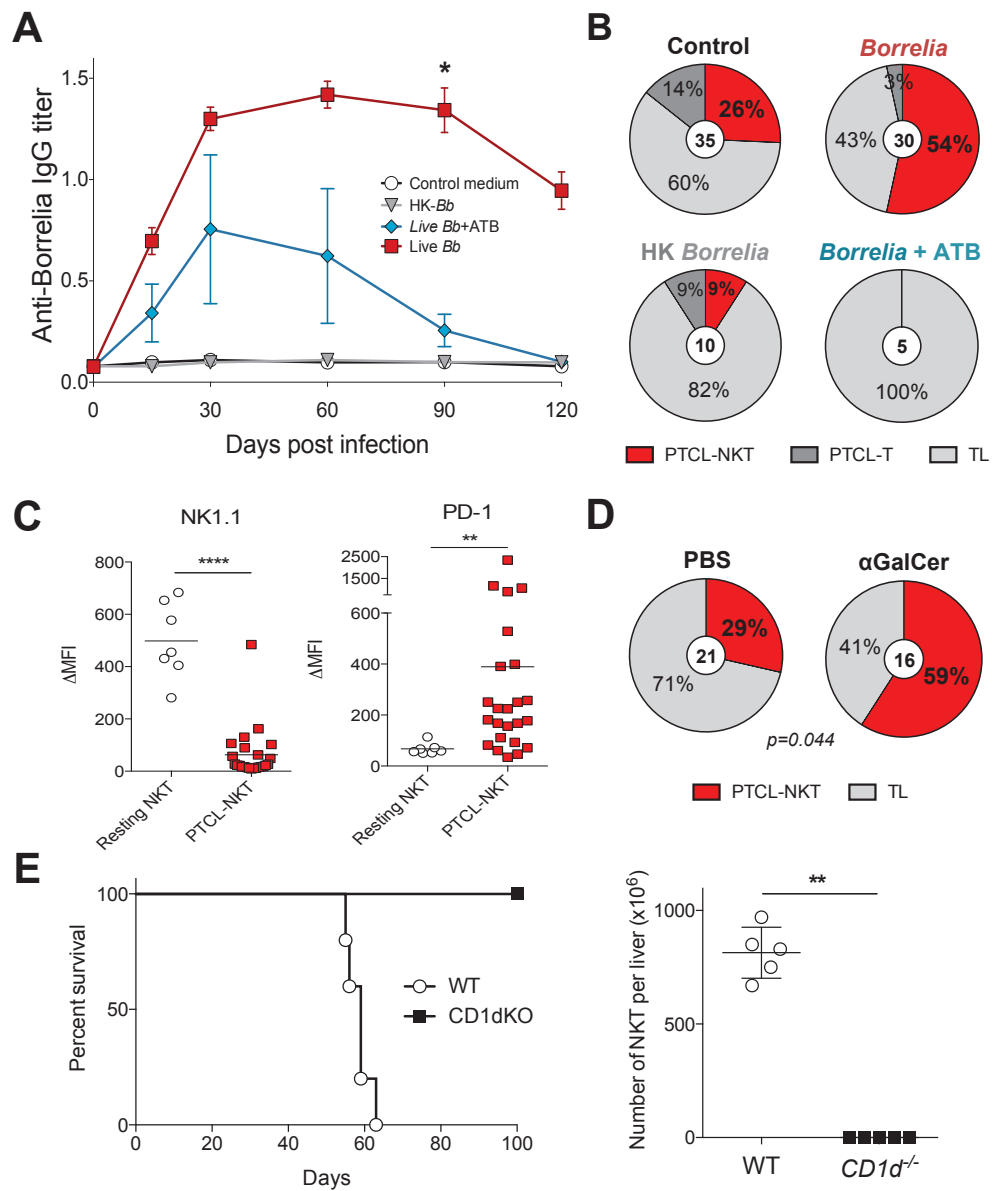 A
Anti-Borrelia IgG titer
1.5
1.0
0.5
0.0
*
Control medium
HK-Bb
Live Bb+ATB
Live Bb
0
30
60
90
120
Days post infection
B
Control
14%
26%
35
60%
Borrelia
3%
43%
30
54%
HK Borrelia
9%
9%
10
82%
Borrelia + ATB
5
100%
PTCL-NKT
PTCL-T
TL
C
NK1.1
ΔMFI
800
600
400
200
0
****
Resting NKT
PTCL-NKT
PD-1
ΔMFI
2500
1500
600
400
200
0
**
Resting NKT
PTCL-NKT
D
PBS
29%
21
71%
αGalCer
41%
16
59%
p=0.044
PTCL-NKT
TL
E
Percent survival
100
50
0
WT
CD1dKO
0
20
40
60
80
100
Days
Number of NKT per liver (x10⁶)
1000
500
0
**
WT
CD1d⁻/⁻